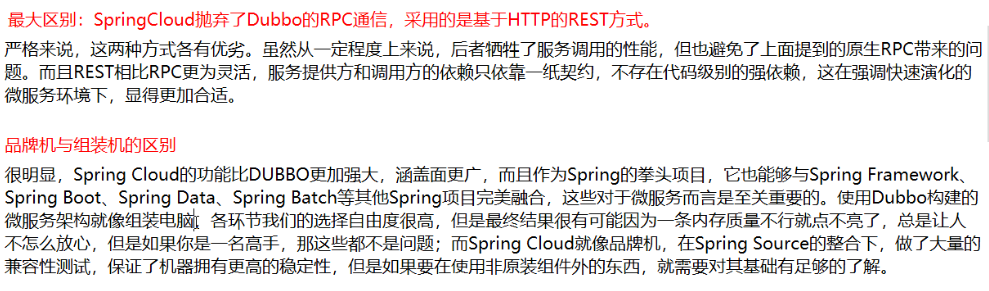 最大区别：SpringCloud抛弃了Dubbo的RPC通信，采用的是基于HTTP的REST方式。
严格来说，这两种方式各有优劣。虽然从一定程度上来说，后者牺牲了服务调用的性能，但也避免了上面提到的原生RPC带来的问
题。而且REST相比RPC更为灵活，服务提供方和调用方的依赖只依靠一纸契约，不存在代码级别的强依赖，这在强调快速演化的
微服务环境下，显得更加合适。
品牌机与组装机的区别
很明显，Spring Cloud的功能比DUBBO更加强大，涵盖面更广，而且作为Spring的拳头项目，它也能够与Spring Framework、
Spring Boot、Spring Data、Spring Batch等其他Spring项目完美融合，这些对于微服务而言是至关重要的。使用Dubbo构建的
微服务架构就像组装电脑，各环节我们的选择自由度很高，但是最终结果很有可能因为一条内存质量不行就点不亮了，总是让人
不怎么放心，但是如果你是一名高手，那这些都不是问题；而Spring Cloud就像品牌机，在Spring Source的整合下，做了大量的
兼容性测试，保证了机器拥有更高的稳定性，但是如果要在使用非原装组件外的东西，就需要对其基础有足够的了解。